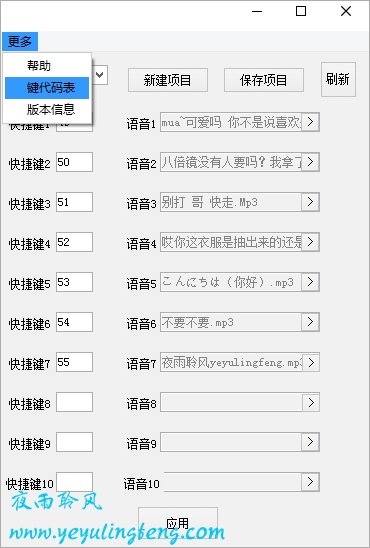 更多
帮助
键代码表
版本信息
新建项目 保存项目 刷新
快捷键1 语音1 mua~可爱吗 你不是说喜欢
快捷键2 50 语音2 八倍镜没有人要吗? 我拿了
快捷键3 51 语音3 别打 哥 快走.Mp3
快捷键4 52 语音4 哎你这衣服是抽出来的还是
快捷键5 53 语音5 こんにちは（你好）.mp3
快捷键6 54 语音6 不要不要.mp3
快捷键7 55 语音7 夜雨聆风yeyulingfeng.mp3
快捷键8 语音8
快捷键9 语音9
快捷键10 语音10
应用
夜雨聆风
www.yeyulingfeng.com